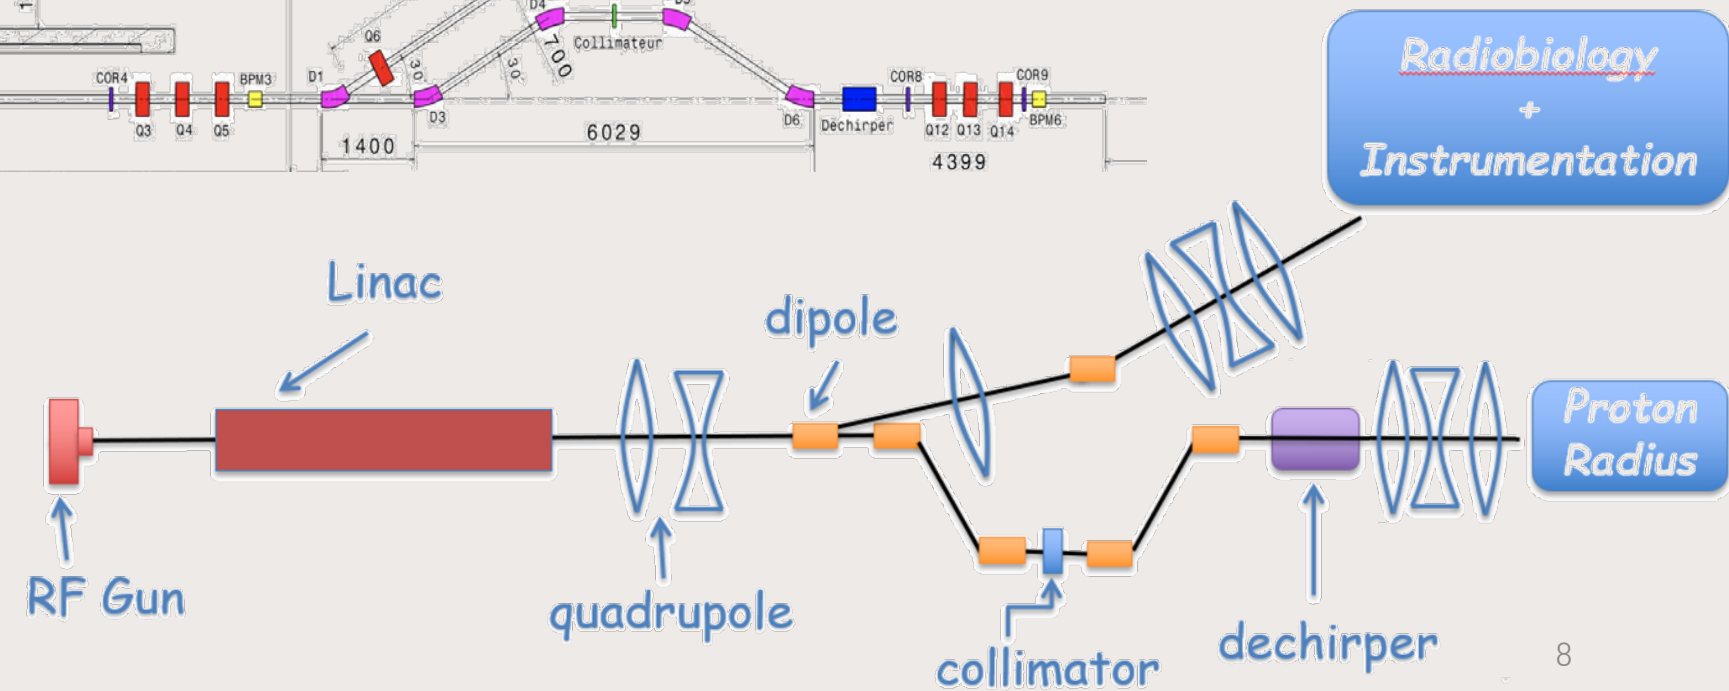 D4
Collimateur
Q6
700
30°
30°
COR4
BPM3
D1
COR8
COR9
Q3
Q4
Q5
D3
D6
Déchirper
Q12
Q13
Q14
BPM6
1400
6029
4399
Radiobiology
+
Instrumentation
Linac
dipole
Proton
Radius
RF Gun
quadrupole
collimator
dechirper
8